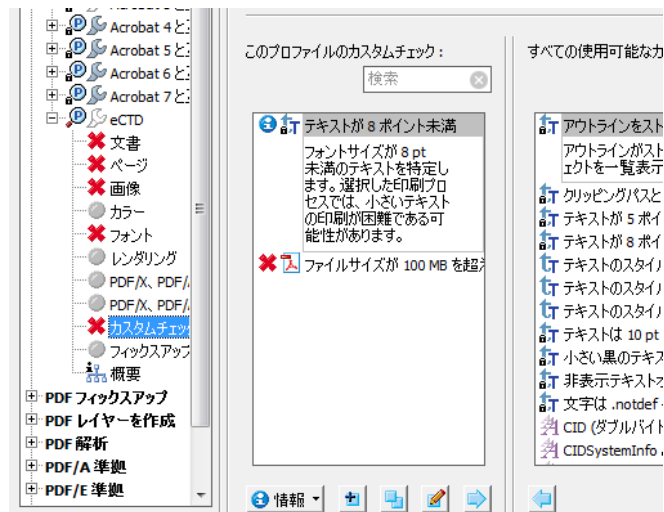 Acrobat 4 と
Acrobat 5 と
Acrobat 6 と
Acrobat 7 と
eCTD
文書
ページ
画像
カラー
フォント
レンダリング
PDF/X、PDF/
PDF/X、PDF/
カスタムチェッ
フィックスアップ
概要
PDF フィックスアップ
PDF レイヤーを作成
PDF 解析
PDF/A 準拠
PDF/E 準拠
このプロファイルのカスタムチェック :
検索
テキストが 8 ポイント未満
フォントサイズが 8 pt
未満のテキストを特定し
ます。選択した印刷プロ
セスでは、小さいテキスト
の印刷が困難である可
能性があります。
ファイルサイズが 100 MB を超
情報
すべての使用可能な
アウトラインをスト
アウトラインがスト
ェクトを一覧表示
クリッピングパスと
テキストが 5 ポイ
テキストが 8 ポイ
テキストのスタイル
テキストのスタイル
テキストのスタイル
テキストは 10 pt
小さい黒のテキス
非表示テキスト
文字は .notdef
CID (ダブルバイト
CIDSystemInfo